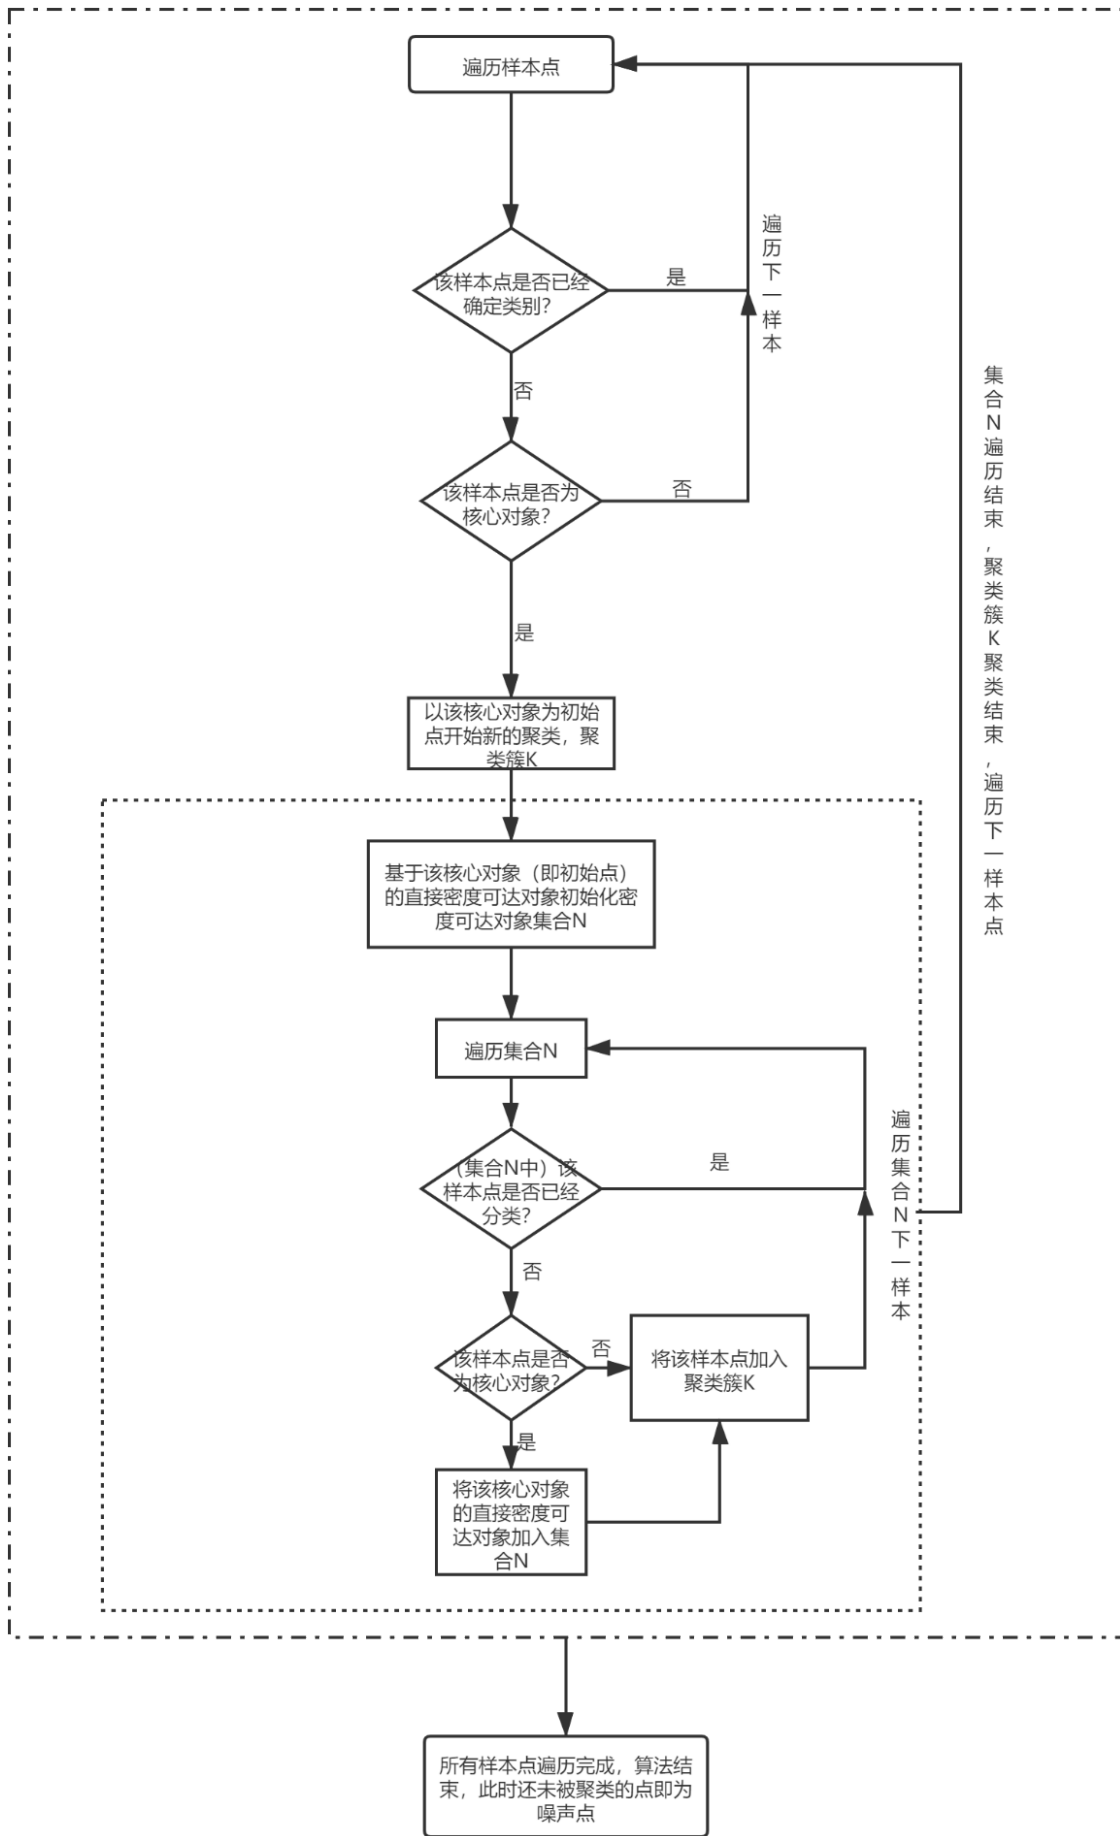 遍历样本点
该样本点是否已经
确定类别？
是
遍历下一样本
否
该样本点是否为
核心对象？
否
是
以该核心对象为初始
点开始新的聚类，聚
类簇K
集合N遍历结束，聚类簇K聚类结束，遍历下一样本点
基于该核心对象（即初始点）
的直接密度可达对象初始化密
度可达对象集合N
遍历集合N
（集合N中）该
样本点是否已经
分类？
是
遍历集合N下一样本
否
该样本点是否
为核心对象？
否
将该样本点加入
聚类簇K
是
将该核心对象
的直接密度可
达对象加入集
合N
所有样本点遍历完成，算法结
束，此时还未被聚类的点即为
噪声点